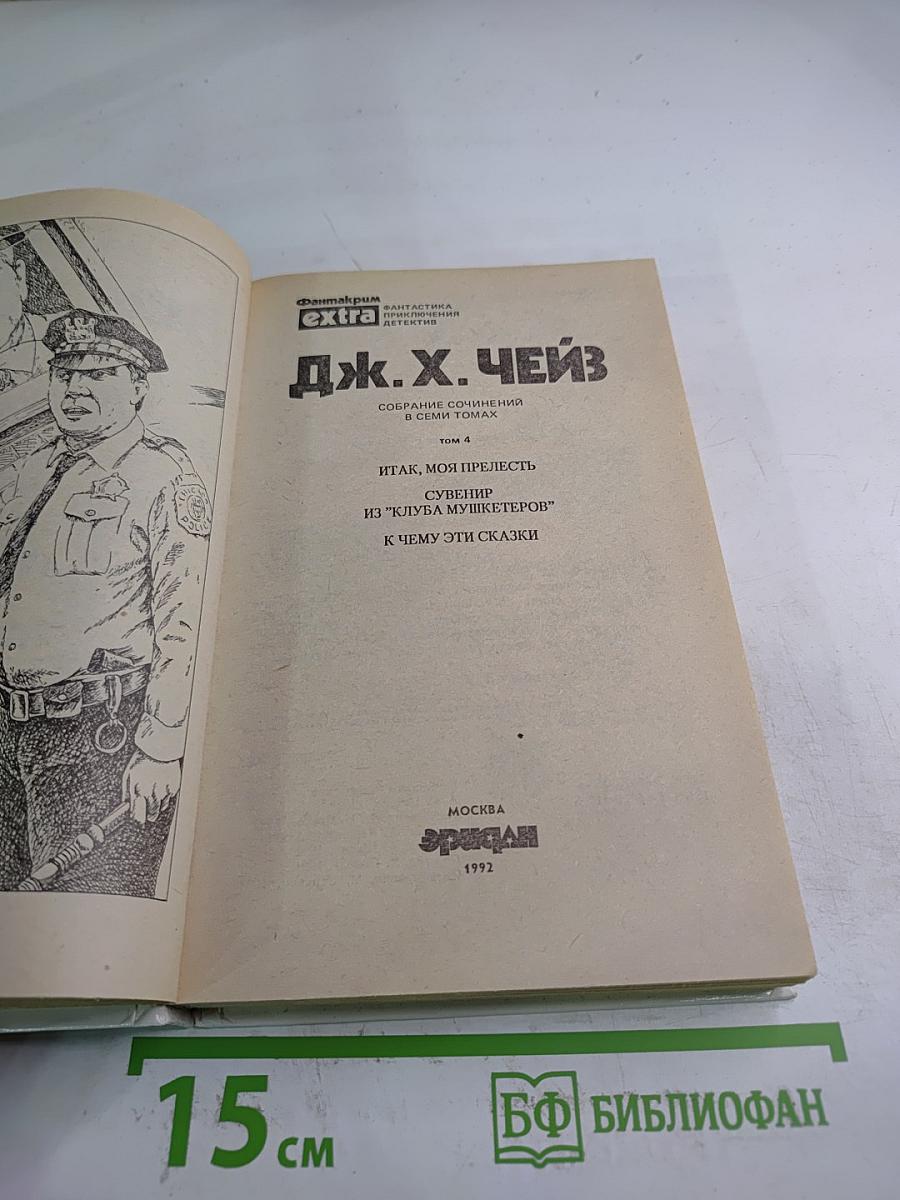 Фантакрим
extra
ФАНТАСТИКА
ПРИКЛЮЧЕНИЯ
ДЕТЕКТИВ
ДЖ. Х. ЧЕЙЗ
СОБРАНИЕ СОЧИНЕНИЙ
В СЕМИ ТОМАХ
ТОМ 4
ИТАК, МОЯ ПРЕЛЕСТЬ
СУВЕНИР
ИЗ "КЛУБА МУШКЕТЕРОВ"
К ЧЕМУ ЭТИ СКАЗКИ
МОСКВА
эридан
1992
15 см
БФ БИБЛИОФАН